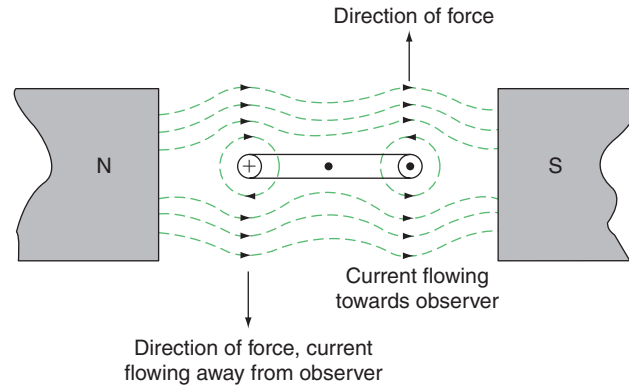 Direction of force
N
S
Current flowing
towards observer
Direction of force, current
flowing away from observer